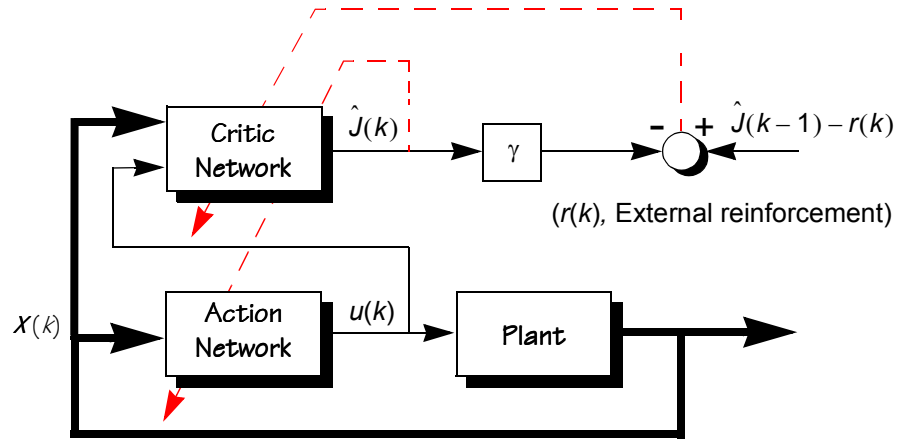 Critic
Network
Ĵ(k)
γ
-
+
Ĵ(k−1)−r(k)
(r(k), External reinforcement)
X(k)
Action
Network
u(k)
Plant